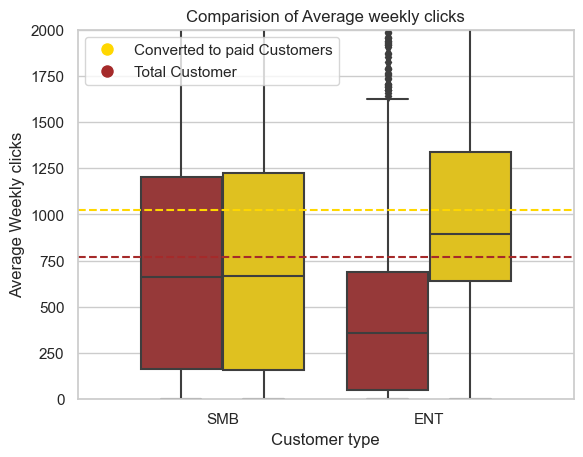 Comparision of Average weekly clicks
Converted to paid Customers
Total Customer
Average Weekly clicks
2000
1750
1500
1250
1000
750
500
250
0
SMB
ENT
Customer type